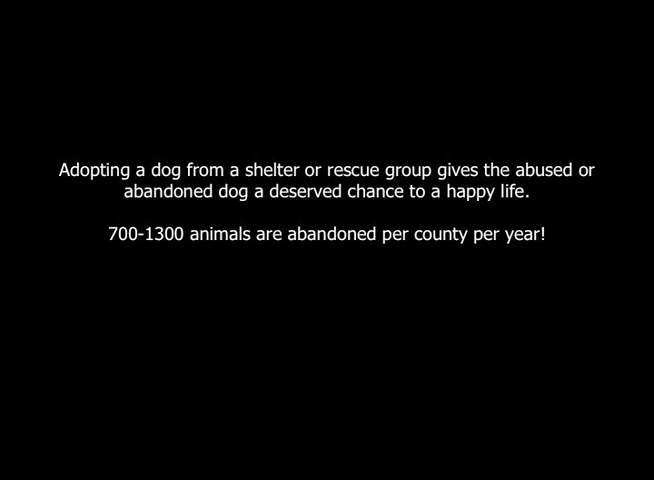 Adopting a dog from a shelter or rescue group gives the abused or
abandoned dog a deserved chance to a happy life.
700-1300 animals are abandoned per county per year!